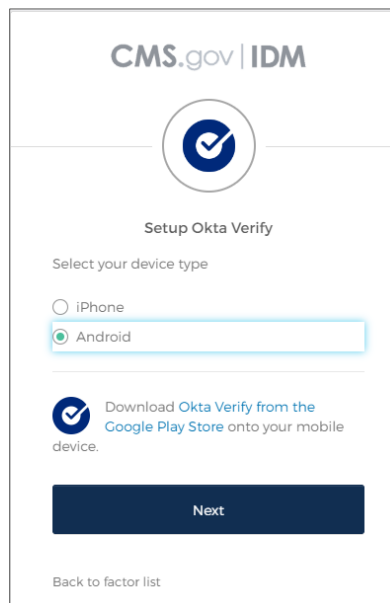 CMS.gov | IDM
Setup Okta Verify
Select your device type
iPhone
Android
Download Okta Verify from the
Google Play Store onto your mobile
device.
Next
Back to factor list